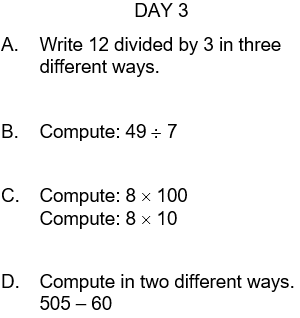 DAY 3
A. Write 12 divided by 3 in three
different ways.
B. Compute: 49 ÷ 7
C. Compute: 8 × 100
Compute: 8 × 10
D. Compute in two different ways.
505 – 60